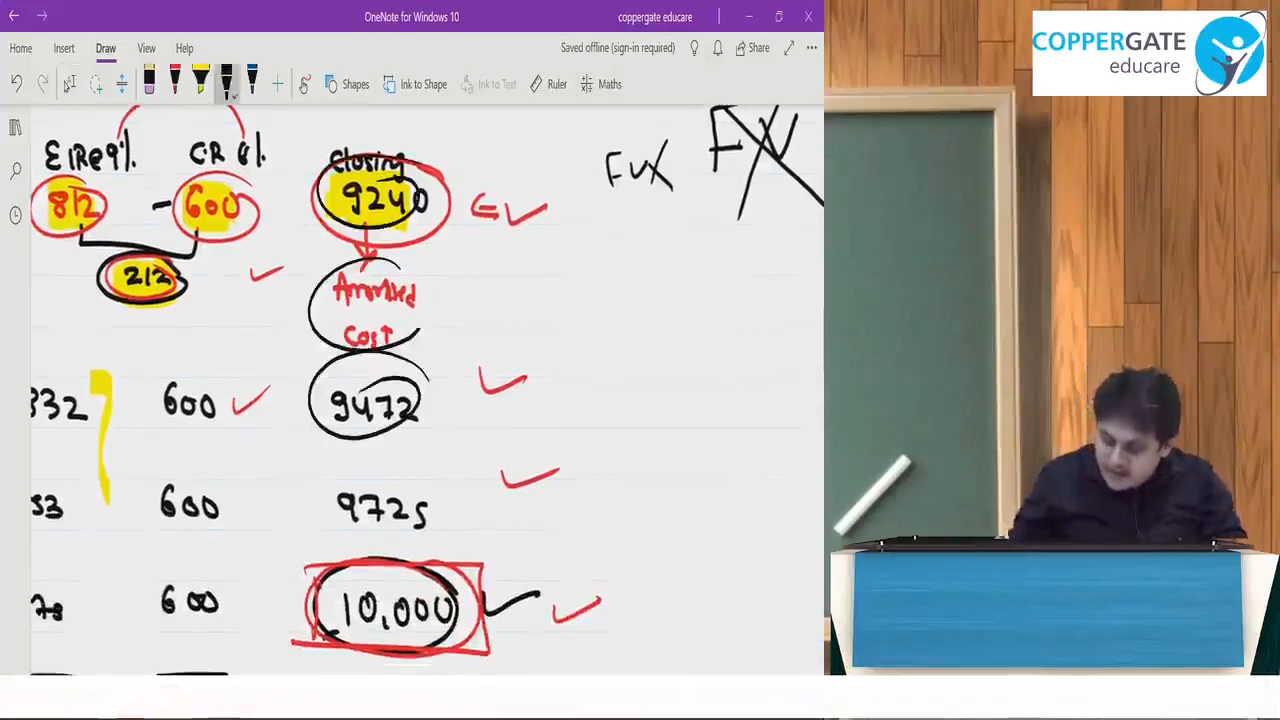 OneNote for Windows 10
coppergate educare
Home Insert Draw View Help
Saved offline (sign-in required)
Share
Shapes
Ink to Shape
Ink to Text
Ruler
Maths
COPPERGATE
educare
EIR@9% CR 6% Closing
812 - 600 9240
212
Amortised
Cost
FVX FV
332 600 9472
53 600 9725
600 10,000